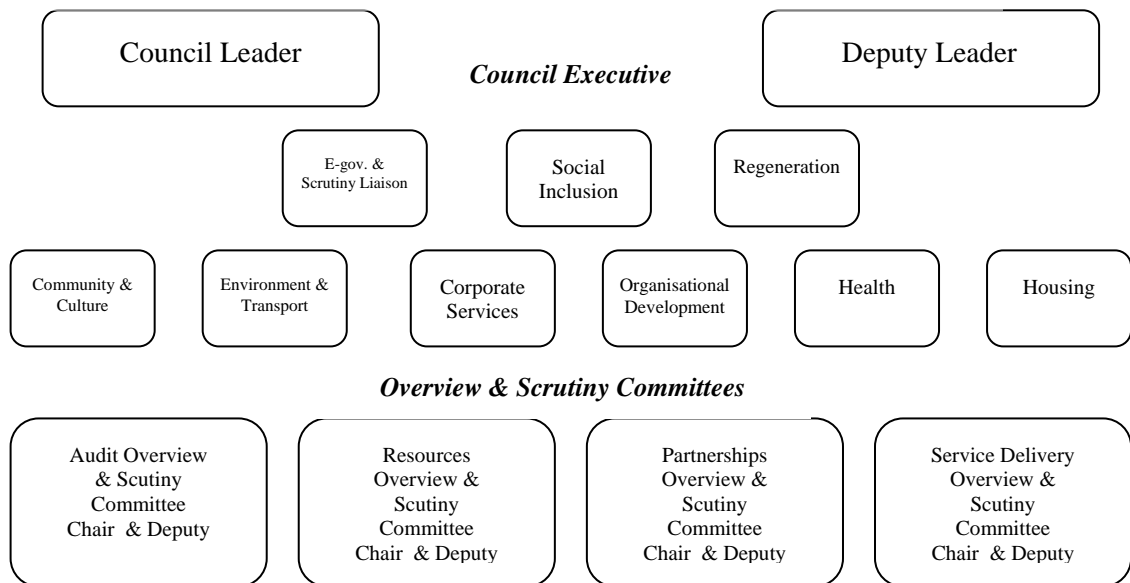 Council Leader
Council Executive
Deputy Leader
E-gov. &
Scrutiny Liaison
Social
Inclusion
Regeneration
Community &
Culture
Environment &
Transport
Corporate
Services
Organisational
Development
Health
Housing
Overview & Scrutiny Committees
Audit Overview
& Scutiny
Committee
Chair & Deputy
Resources
Overview &
Scutiny
Committee
Chair & Deputy
Partnerships
Overview &
Scutiny
Committee
Chair & Deputy
Service Delivery
Overview &
Scutiny
Committee
Chair & Deputy